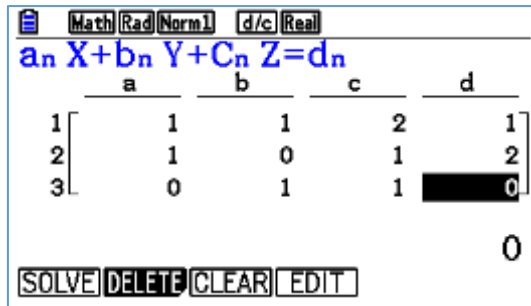 Math Rad Norm1 d/c Real
an X+bn Y+Cn Z=dn
a b c d
1 1 1 2 1
2 1 0 1 2
3 0 1 1 0
0
SOLVE DELETE CLEAR EDIT